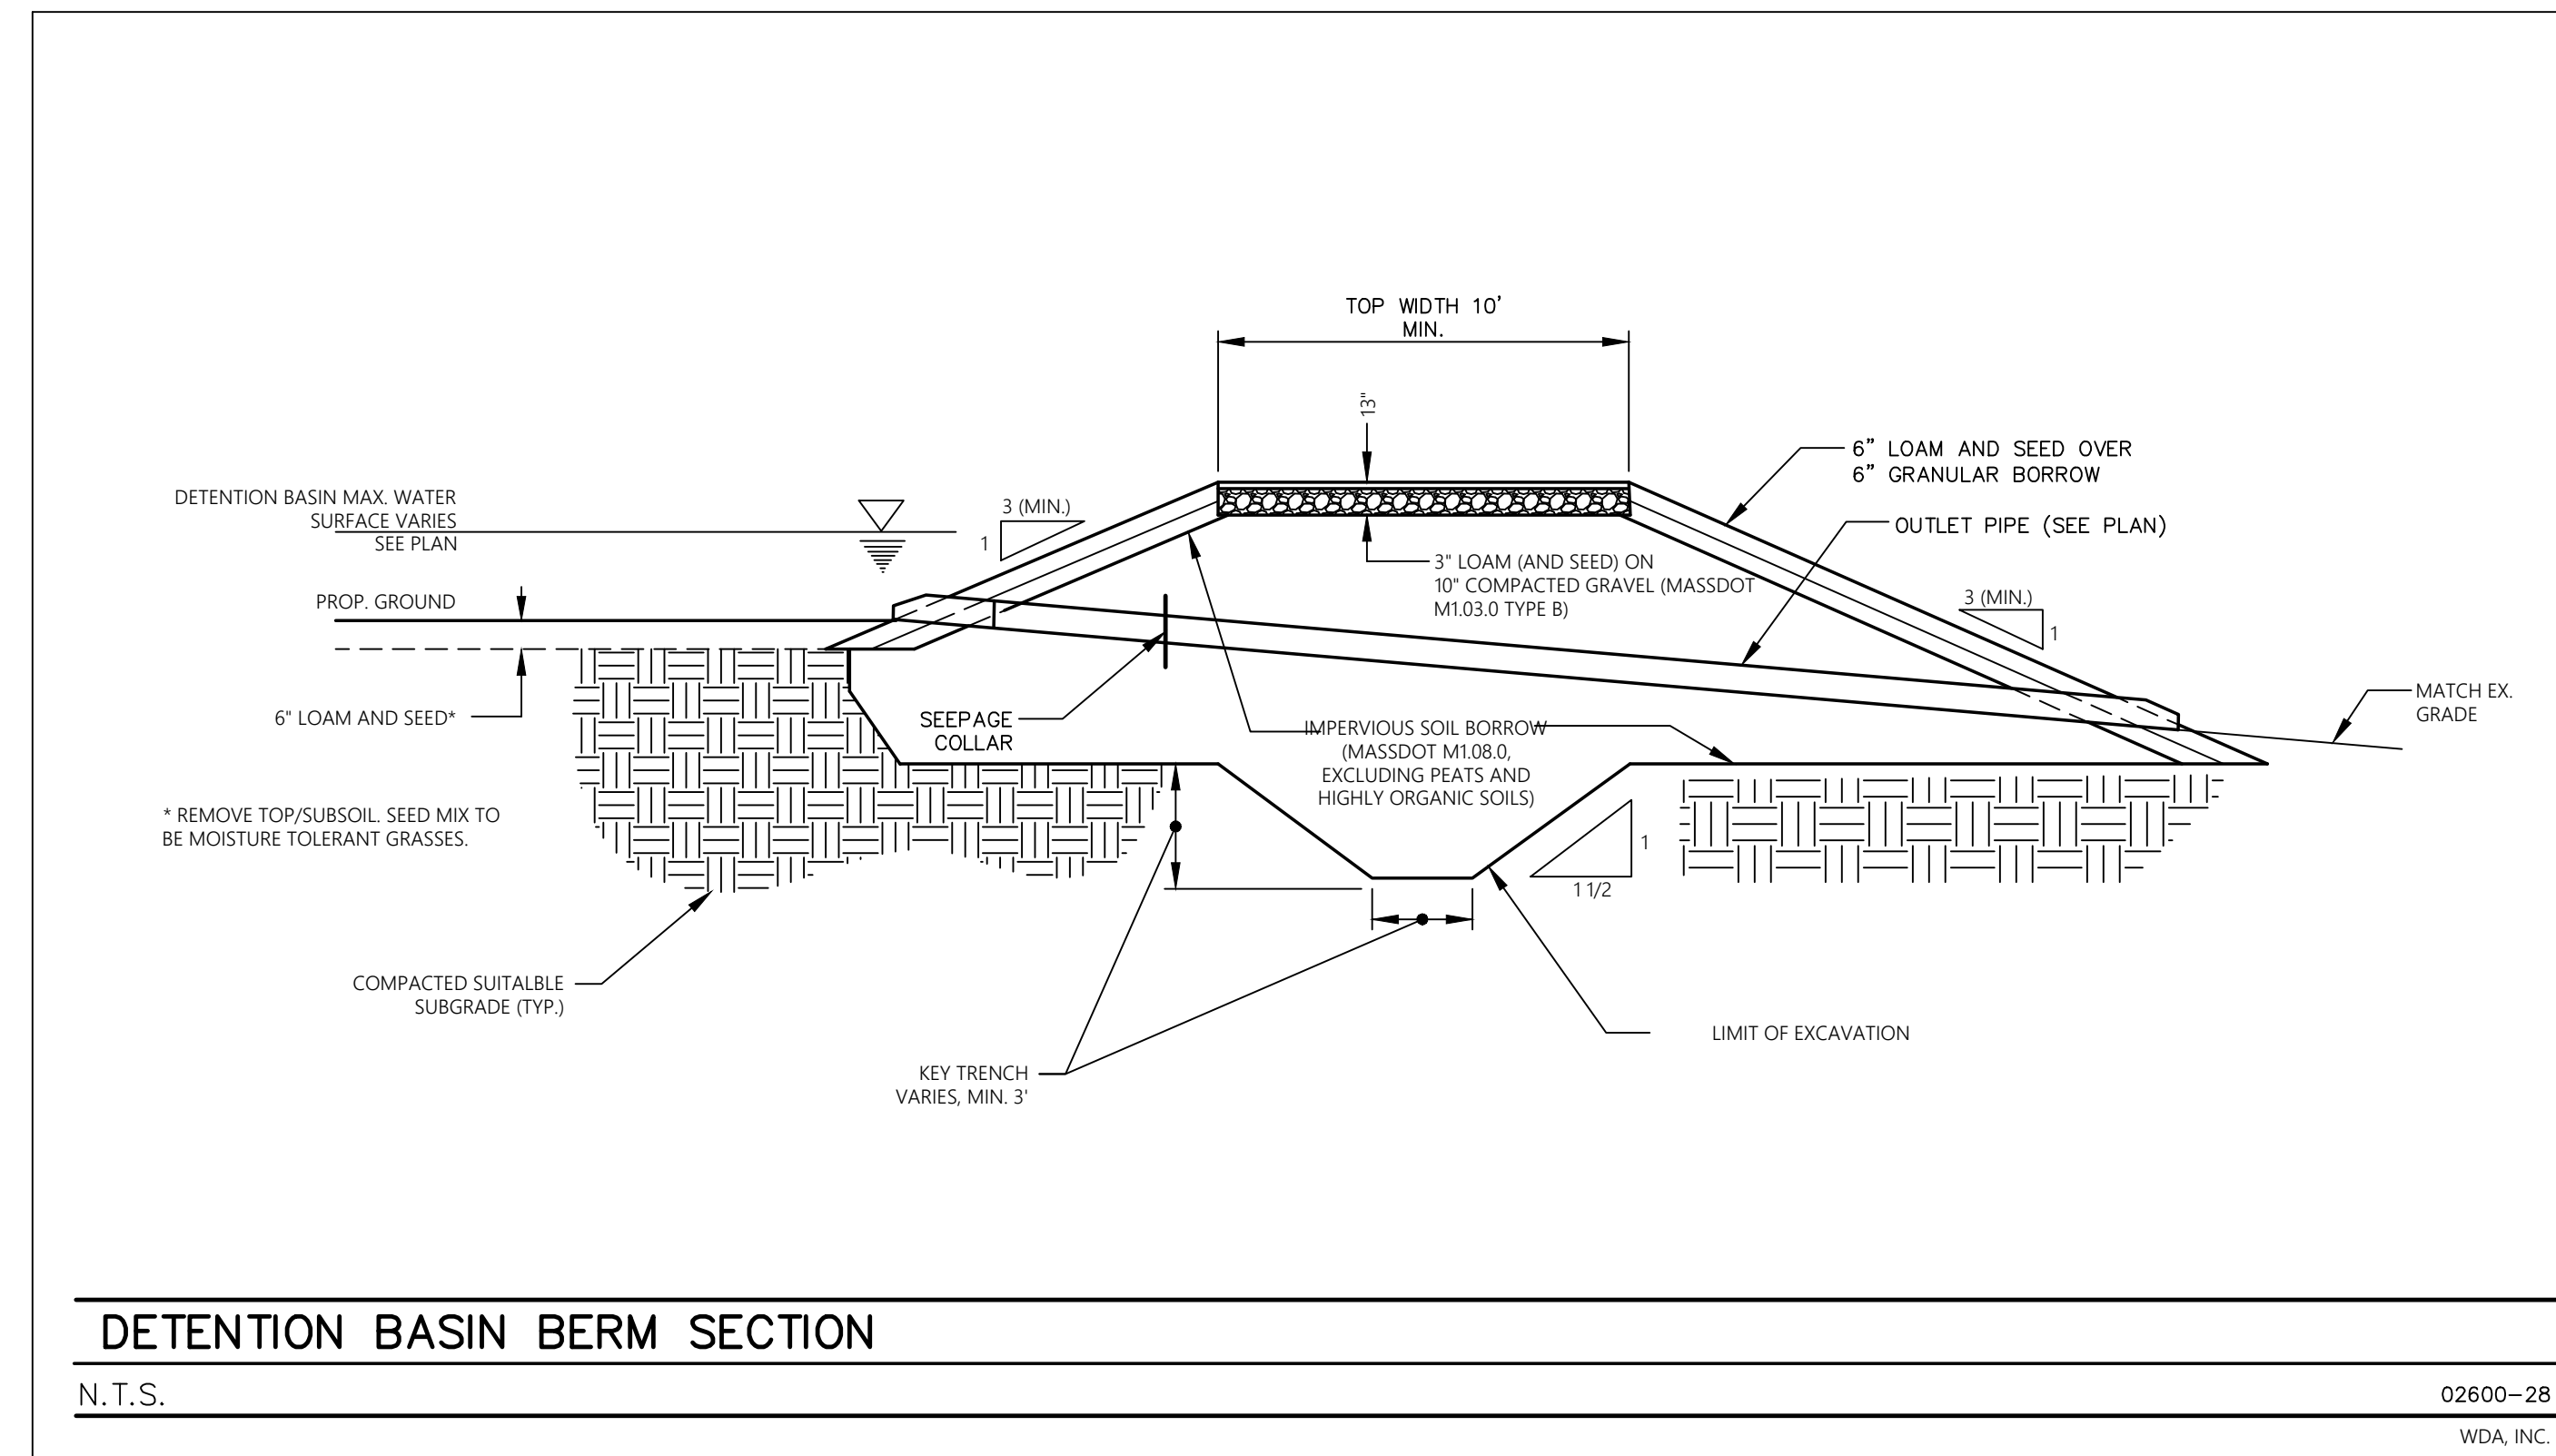 TOP WIDTH 10'
MIN.
13"
6" LOAM AND SEED OVER
6" GRANULAR BORROW
OUTLET PIPE (SEE PLAN)
DETENTION BASIN MAX. WATER
SURFACE VARIES
SEE PLAN
3 (MIN.)
1
3" LOAM (AND SEED) ON
10" COMPACTED GRAVEL (MASSDOT
M1.03.0 TYPE B)
PROP. GROUND
3 (MIN.)
1
6" LOAM AND SEED*
SEEPAGE
COLLAR
IMPERVIOUS SOIL BORROW
(MASSDOT M1.08.0,
EXCLUDING PEATS AND
HIGHLY ORGANIC SOILS)
MATCH EX.
GRADE
* REMOVE TOP/SUBSOIL. SEED MIX TO
BE MOISTURE TOLERANT GRASSES.
1
1 1/2
COMPACTED SUITALBLE
SUBGRADE (TYP.)
LIMIT OF EXCAVATION
KEY TRENCH
VARIES, MIN. 3'
DETENTION BASIN BERM SECTION
N.T.S.
02600-28
WDA, INC.